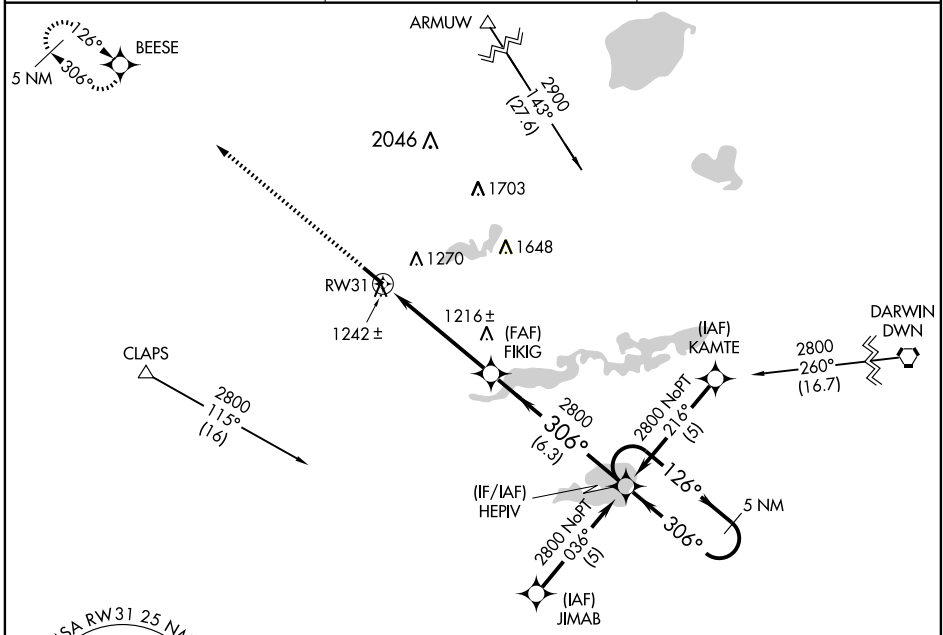 ARMUW
126°
BEESE
306°
5 NM
2900
143°
(27.6)
2046
1703
1648
1270
RW31
1242 ±
1216 ±
(FAF)
FIKIG
(IAF)
KAMTE
DARWIN
DWN
2800
260°
(16.7)
CLAPS
2800
115°
(16)
2800
306°
(6.3)
2800 NoPT
216°
(5)
126°
5 NM
306°
(IF/IAF)
HEPIV
2800 NoPT
036°
(5)
(IAF)
JIMAB
RW31 25